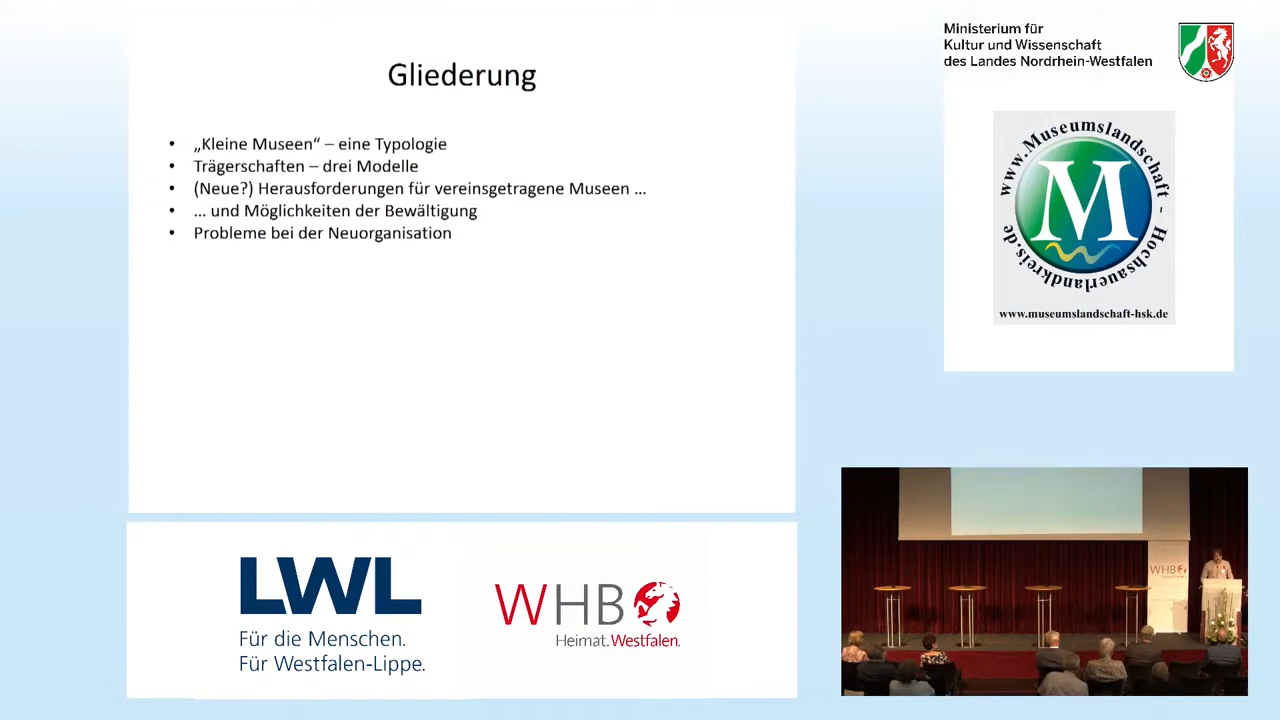 Gliederung
• „Kleine Museen“ – eine Typologie
• Trägerschaften – drei Modelle
• (Neue?) Herausforderungen für vereinsgetragene Museen ...
• ... und Möglichkeiten der Bewältigung
• Probleme bei der Neuorganisation
Ministerium für
Kultur und Wissenschaft
des Landes Nordrhein-Westfalen
www.Museumslandschaft - Hochsauerlandkreis.de
M
www.museumslandschaft-hsk.de
LWL
Für die Menschen.
Für Westfalen-Lippe.
WHB
Heimat.Westfalen.
WHB